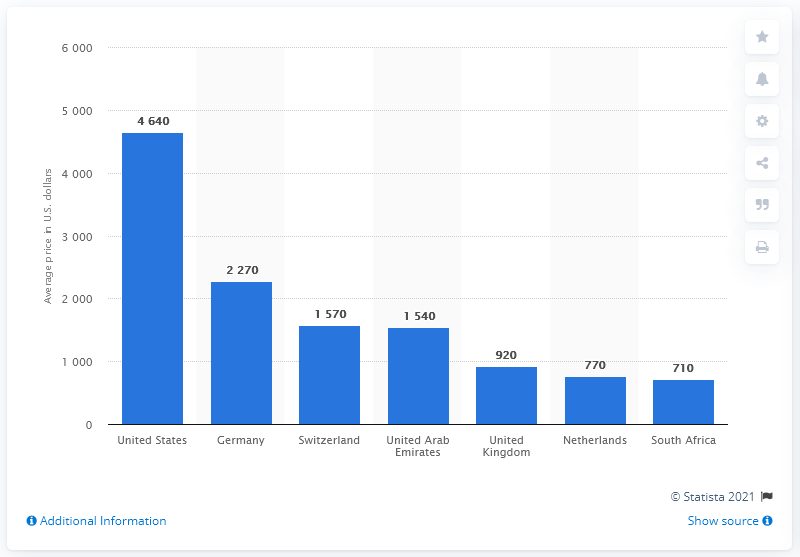 6 000
5 000
4 000
3 000
2 000
1 000
0
Average price in U.S. dollars
4 640
2 270
1 570
1 540
920
770
710
United States
Germany
Switzerland
United Arab
Emirates
United
Kingdom
Netherlands
South Africa
© Statista 2021
Additional Information
Show source